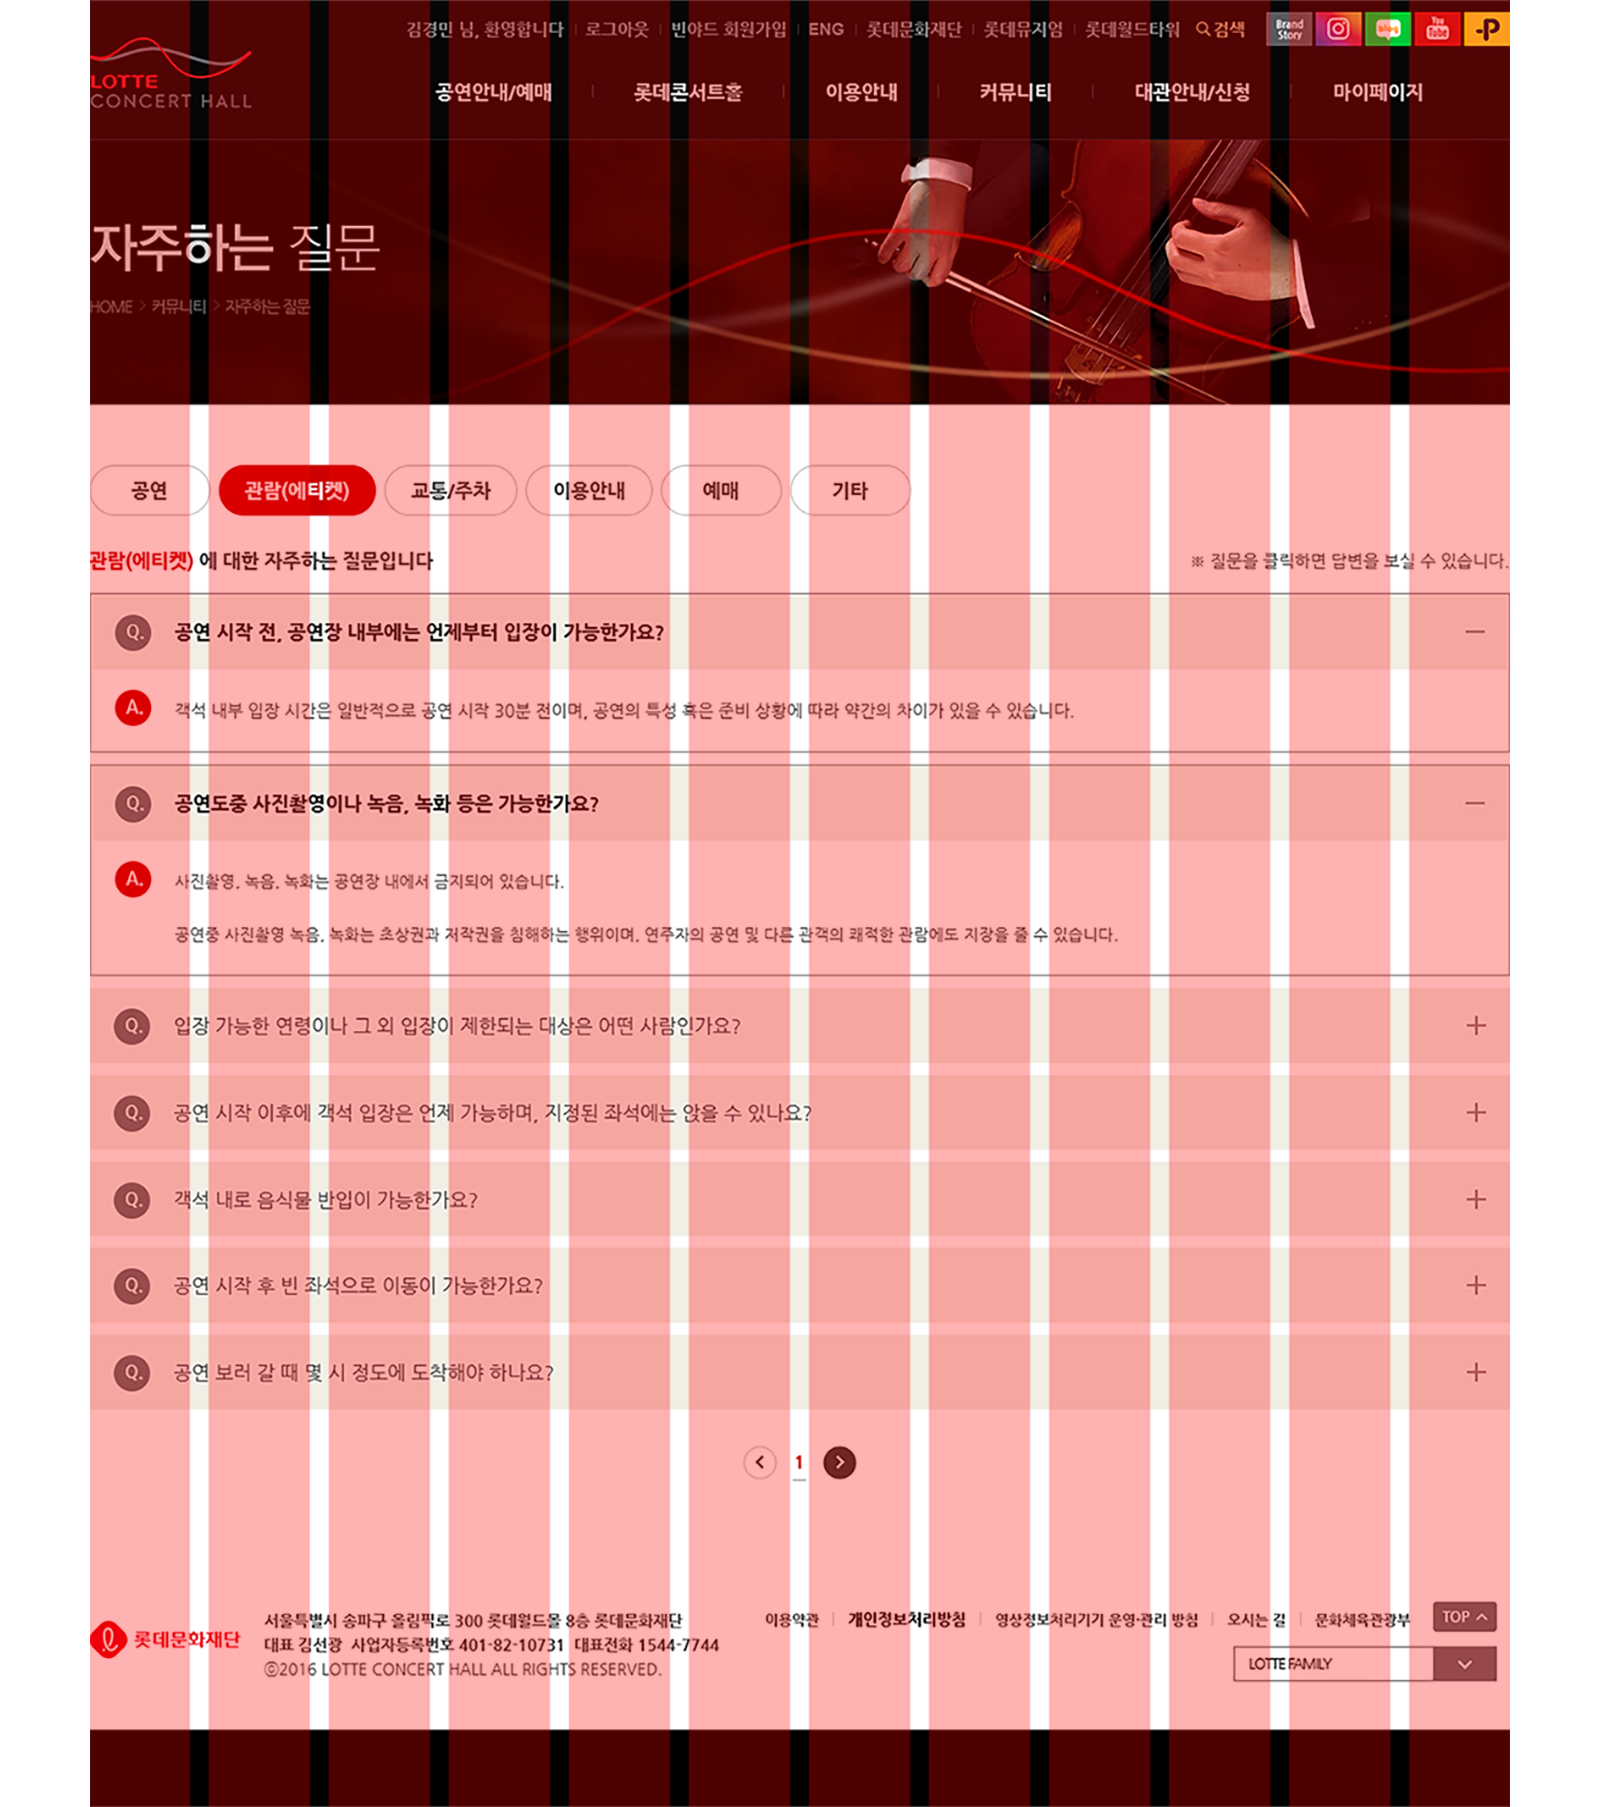 김경민 님, 환영합니다 로그아웃 빈야드 회원가입 ENG 롯데문화재단 롯데뮤지엄 롯데월드타워 검색 Brand Story blog You Tube P
LOTTE
CONCERT HALL
공연안내/예매 롯데콘서트홀 이용안내 커뮤니티 대관안내/신청 마이페이지
자주하는 질문
HOME > 커뮤니티 > 자주하는 질문
공연 관람(에티켓) 교통/주차 이용안내 예매 기타
관람(에티켓) 에 대한 자주하는 질문입니다
※ 질문을 클릭하면 답변을 보실 수 있습니다.
Q. 공연 시작 전, 공연장 내부에는 언제부터 입장이 가능한가요?
A. 객석 내부 입장 시간은 일반적으로 공연 시작 30분 전이며, 공연의 특성 혹은 준비 상황에 따라 약간의 차이가 있을 수 있습니다.
Q. 공연도중 사진촬영이나 녹음, 녹화 등은 가능한가요?
A. 사진촬영, 녹음, 녹화는 공연장 내에서 금지되어 있습니다.
공연중 사진촬영 녹음, 녹화는 초상권과 저작권을 침해하는 행위이며, 연주자의 공연 및 다른 관객의 쾌적한 관람에도 지장을 줄 수 있습니다.
Q. 입장 가능한 연령이나 그 외 입장이 제한되는 대상은 어떤 사람인가요?
Q. 공연 시작 이후에 객석 입장은 언제 가능하며, 지정된 좌석에는 앉을 수 있나요?
Q. 객석 내로 음식물 반입이 가능한가요?
Q. 공연 시작 후 빈 좌석으로 이동이 가능한가요?
Q. 공연 보러 갈 때 몇 시 정도에 도착해야 하나요?
1
롯데문화재단
서울특별시 송파구 올림픽로 300 롯데월드몰 8층 롯데문화재단
대표 김선광 사업자등록번호 401-82-10731 대표전화 1544-7744
ⓒ2016 LOTTE CONCERT HALL ALL RIGHTS RESERVED.
이용약관 개인정보처리방침 영상정보처리기기 운영·관리 방침 오시는 길 문화체육관광부 TOP
LOTTE FAMILY